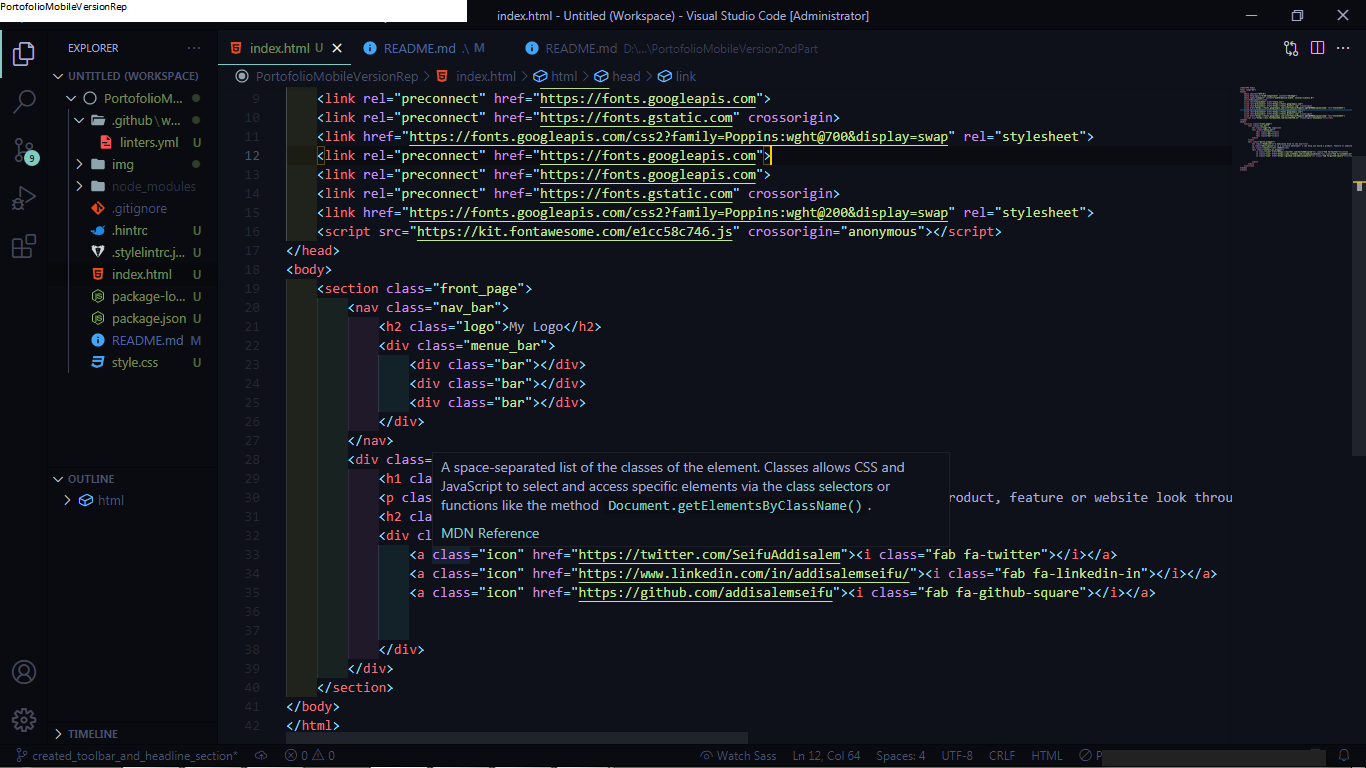 PortofolioMobileVersionRep
index.html - Untitled (Workspace) - Visual Studio Code [Administrator]
EXPLORER
UNTITLED (WORKSPACE)
PortofolioM...
.github \ w...
linters.yml U
img
node_modules
.gitignore
.hintrc U
.stylelintrc.j... U
index.html U
package-lo... U
package.json U
README.md M
style.css U
OUTLINE
html
TIMELINE
9
index.html U
README.md .\ M
README.md D:\...\PortofolioMobileVersion2ndPart
PortofolioMobileVersionRep > index.html > html > head > link
9 <link rel="preconnect" href="https://fonts.googleapis.com">
10 <link rel="preconnect" href="https://fonts.gstatic.com" crossorigin>
11 <link href="https://fonts.googleapis.com/css2?family=Poppins:wght@700&display=swap" rel="stylesheet">
12 <link rel="preconnect" href="https://fonts.googleapis.com">
13 <link rel="preconnect" href="https://fonts.googleapis.com">
14 <link rel="preconnect" href="https://fonts.gstatic.com" crossorigin>
15 <link href="https://fonts.googleapis.com/css2?family=Poppins:wght@200&display=swap" rel="stylesheet">
16 <script src="https://kit.fontawesome.com/e1cc58c746.js" crossorigin="anonymous"></script>
17 </head>
18 <body>
19 <section class="front_page">
20 <nav class="nav_bar">
21 <h2 class="logo">My Logo</h2>
22 <div class="menue_bar">
23 <div class="bar"></div>
24 <div class="bar"></div>
25 <div class="bar"></div>
26 </div>
27 </nav>
28 <div class=
29 <h1 cla
30 <p clas
roduct, feature or website look throu
31 <h2 cla
32 <div cl
A space-separated list of the classes of the element. Classes allows CSS and
JavaScript to select and access specific elements via the class selectors or
functions like the method Document.getElementsByClassName() .
MDN Reference
33 <a class="icon" href="https://twitter.com/SeifuAddisalem"><i class="fab fa-twitter"></i></a>
34 <a class="icon" href="https://www.linkedin.com/in/addisalemseifu/"><i class="fab fa-linkedin-in"></i></a>
35 <a class="icon" href="https://github.com/addisalemseifu"><i class="fab fa-github-square"></i></a>
36
37
38 </div>
39 </div>
40 </section>
41 </body>
42 </html>
created_toolbar_and_headline_section* 0 0 Watch Sass Ln 12, Col 64 Spaces: 4 UTF-8 CRLF HTML P